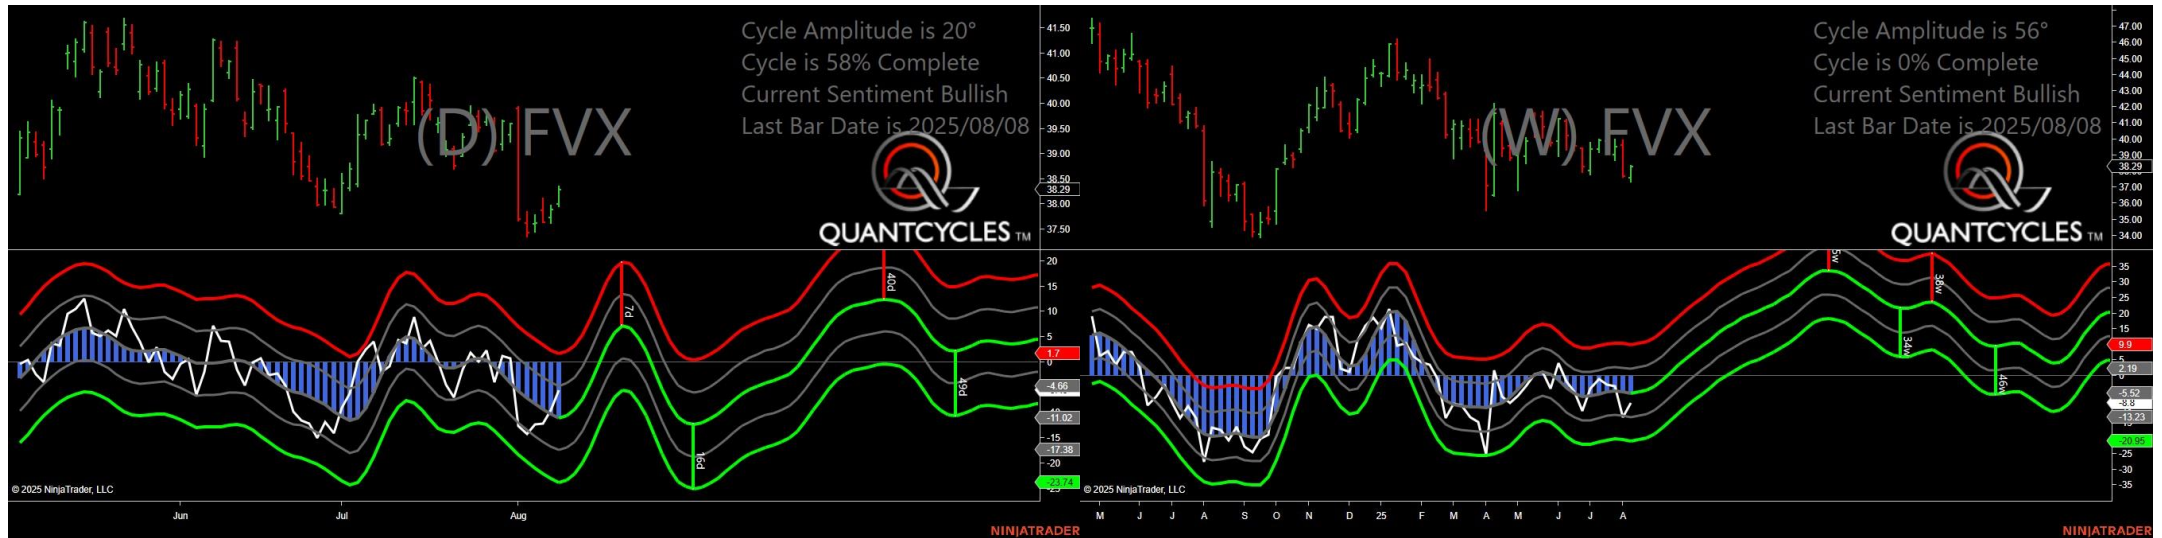 Cycle Amplitude is 20°
Cycle is 58% Complete
Current Sentiment Bullish
Last Bar Date is 2025/08/08
(D) FVX
QUANTCYCLES TM
41.50
41.00
40.50
40.00
39.50
39.00
38.50
38.29
38.00
37.50
20
15
10
5
1.7
0
-4.66
-11.02
-15
-17.38
-20
-23.74
7d
16d
40d
49d
© 2025 NinjaTrader, LLC
Jun Jul Aug
NINJATRADER
Cycle Amplitude is 56°
Cycle is 0% Complete
Current Sentiment Bullish
Last Bar Date is 2025/08/08
(W) FVX
QUANTCYCLES TM
47.00
46.00
45.00
44.00
43.00
42.00
41.00
40.00
39.00
38.29
37.00
36.00
35.00
34.00
35
30
25
20
15
9.9
5
2.19
-5.52
-8.8
-13.23
-20.95
-25
-30
-35
38w
34w
46w
© 2025 NinjaTrader, LLC
M J J A S O N D 25 F M A M J J A
NINJATRADER